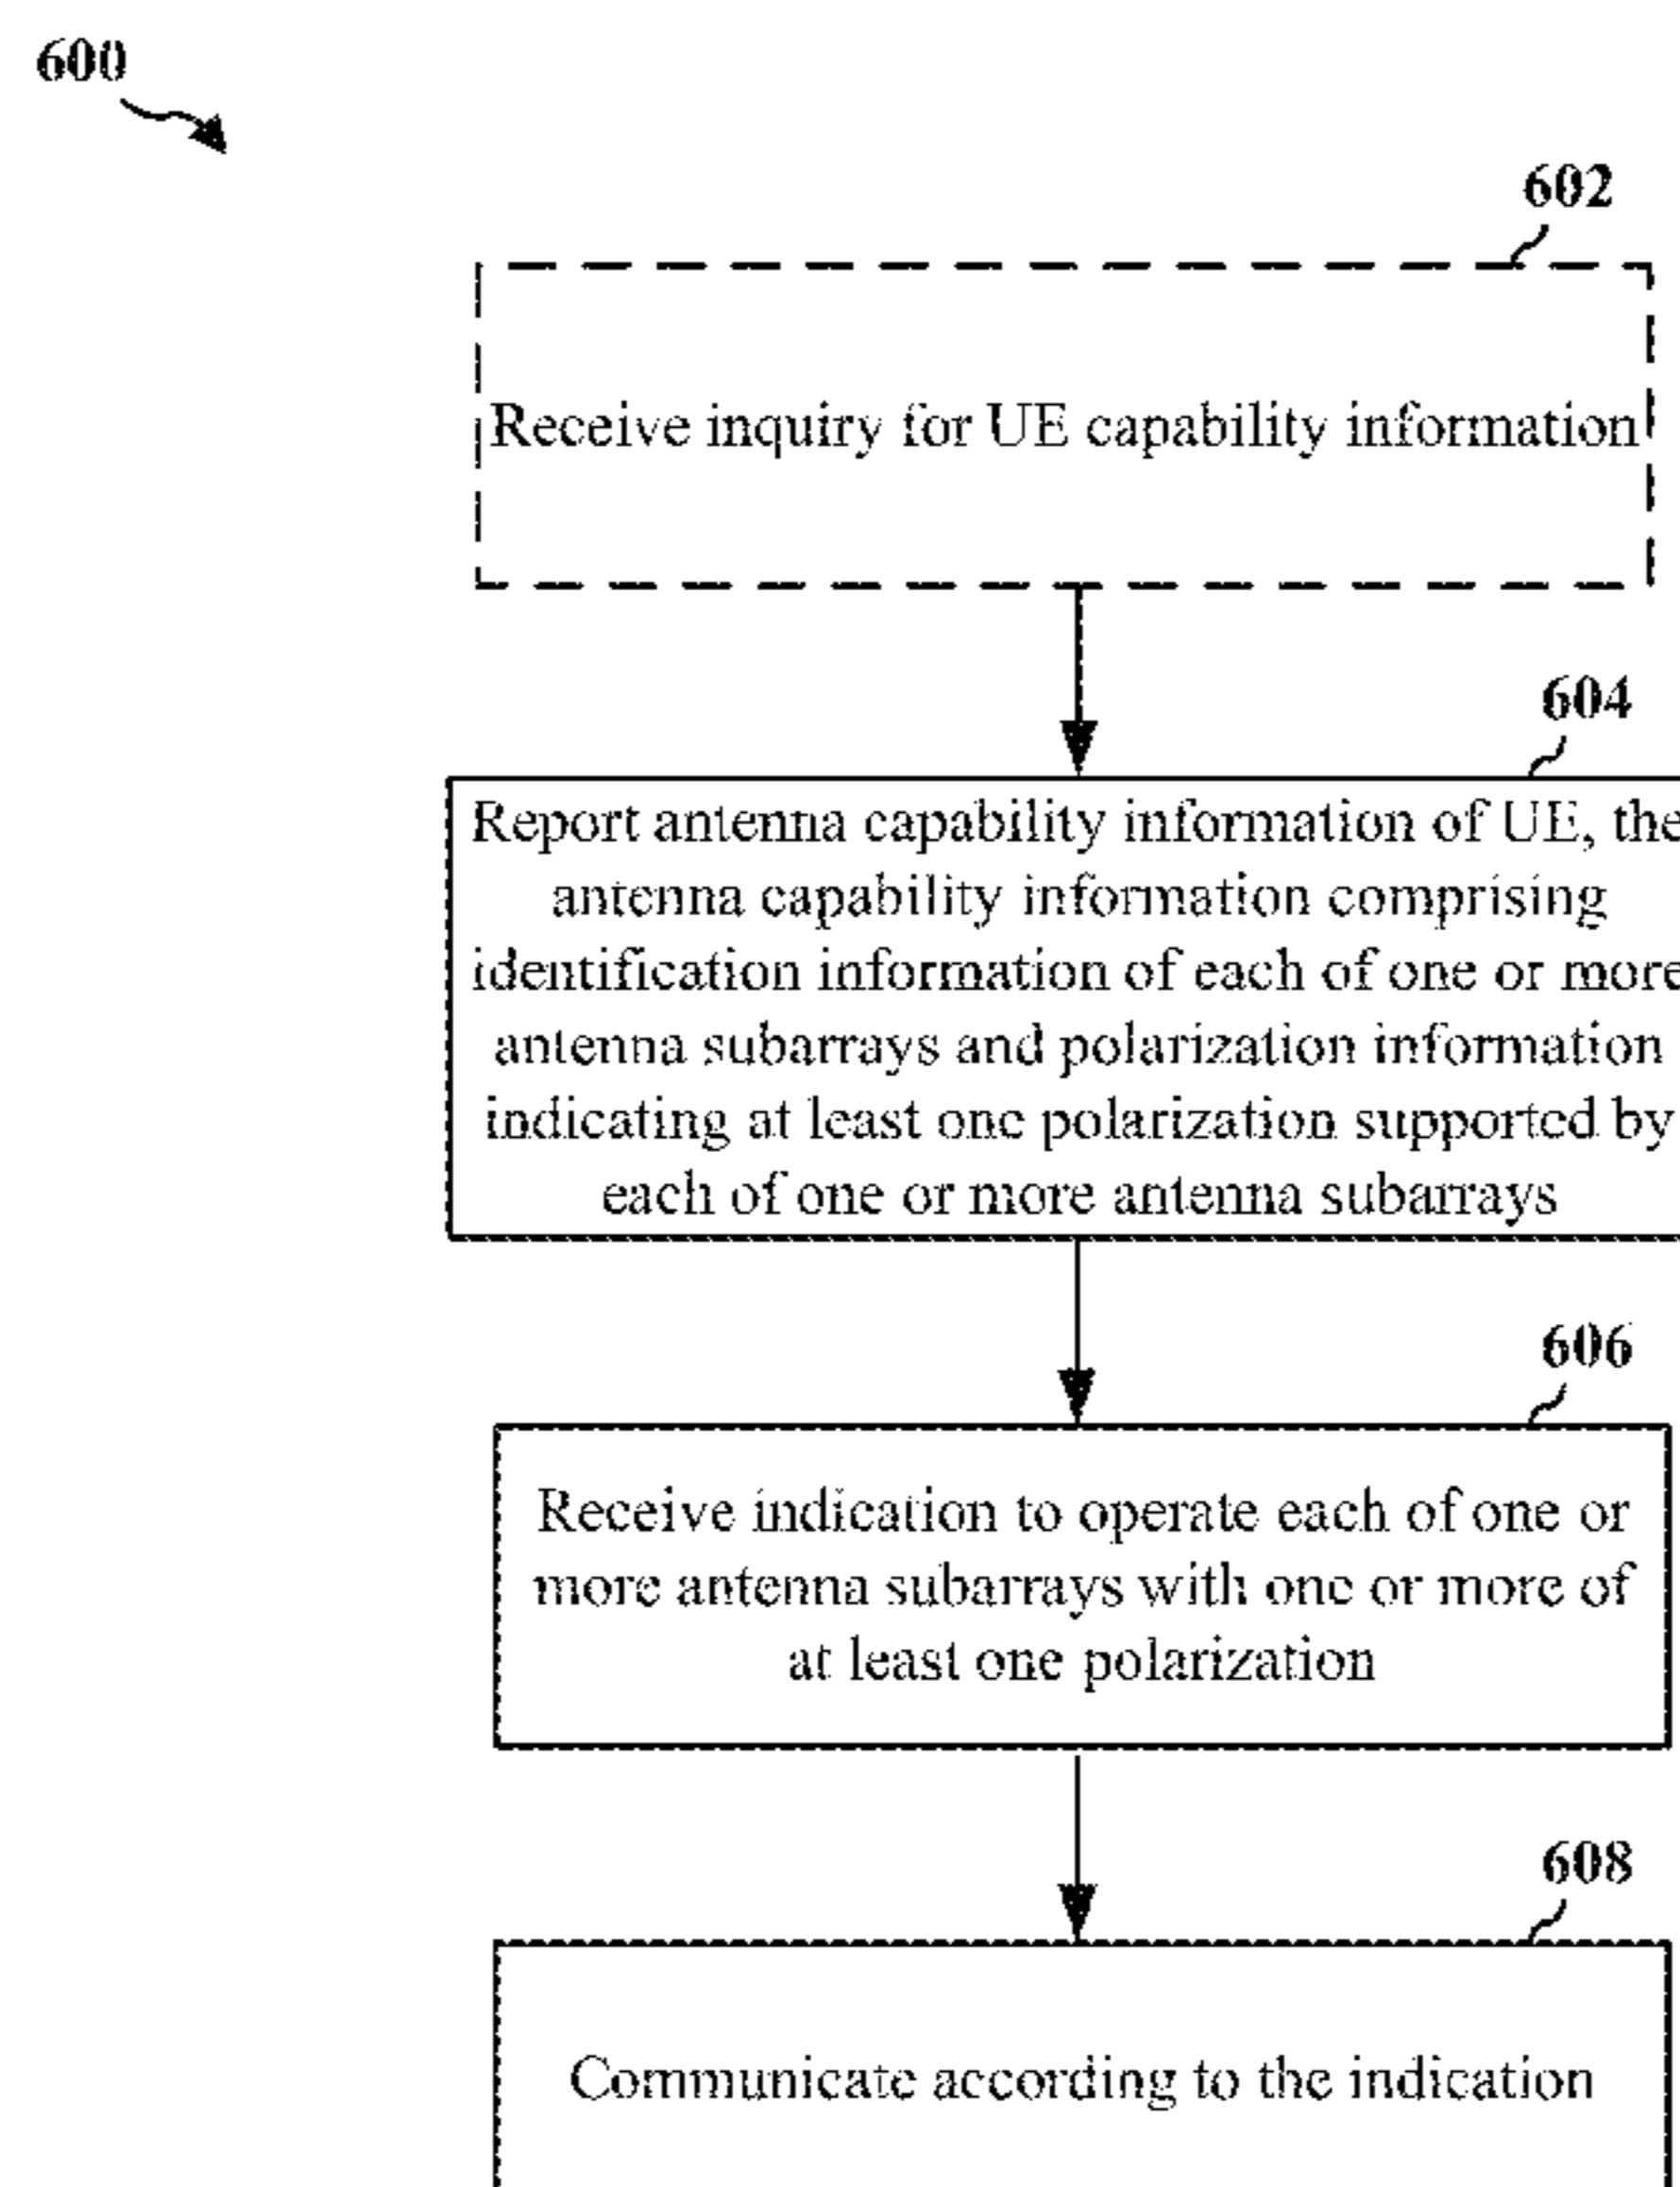 600
602
Receive inquiry for UE capability information
604
Report antenna capability information of UE, the
antenna capability information comprising
identification information of each of one or more
antenna subarrays and polarization information
indicating at least one polarization supported by
each of one or more antenna subarrays
606
Receive indication to operate each of one or
more antenna subarrays with one or more of
at least one polarization
608
Communicate according to the indication